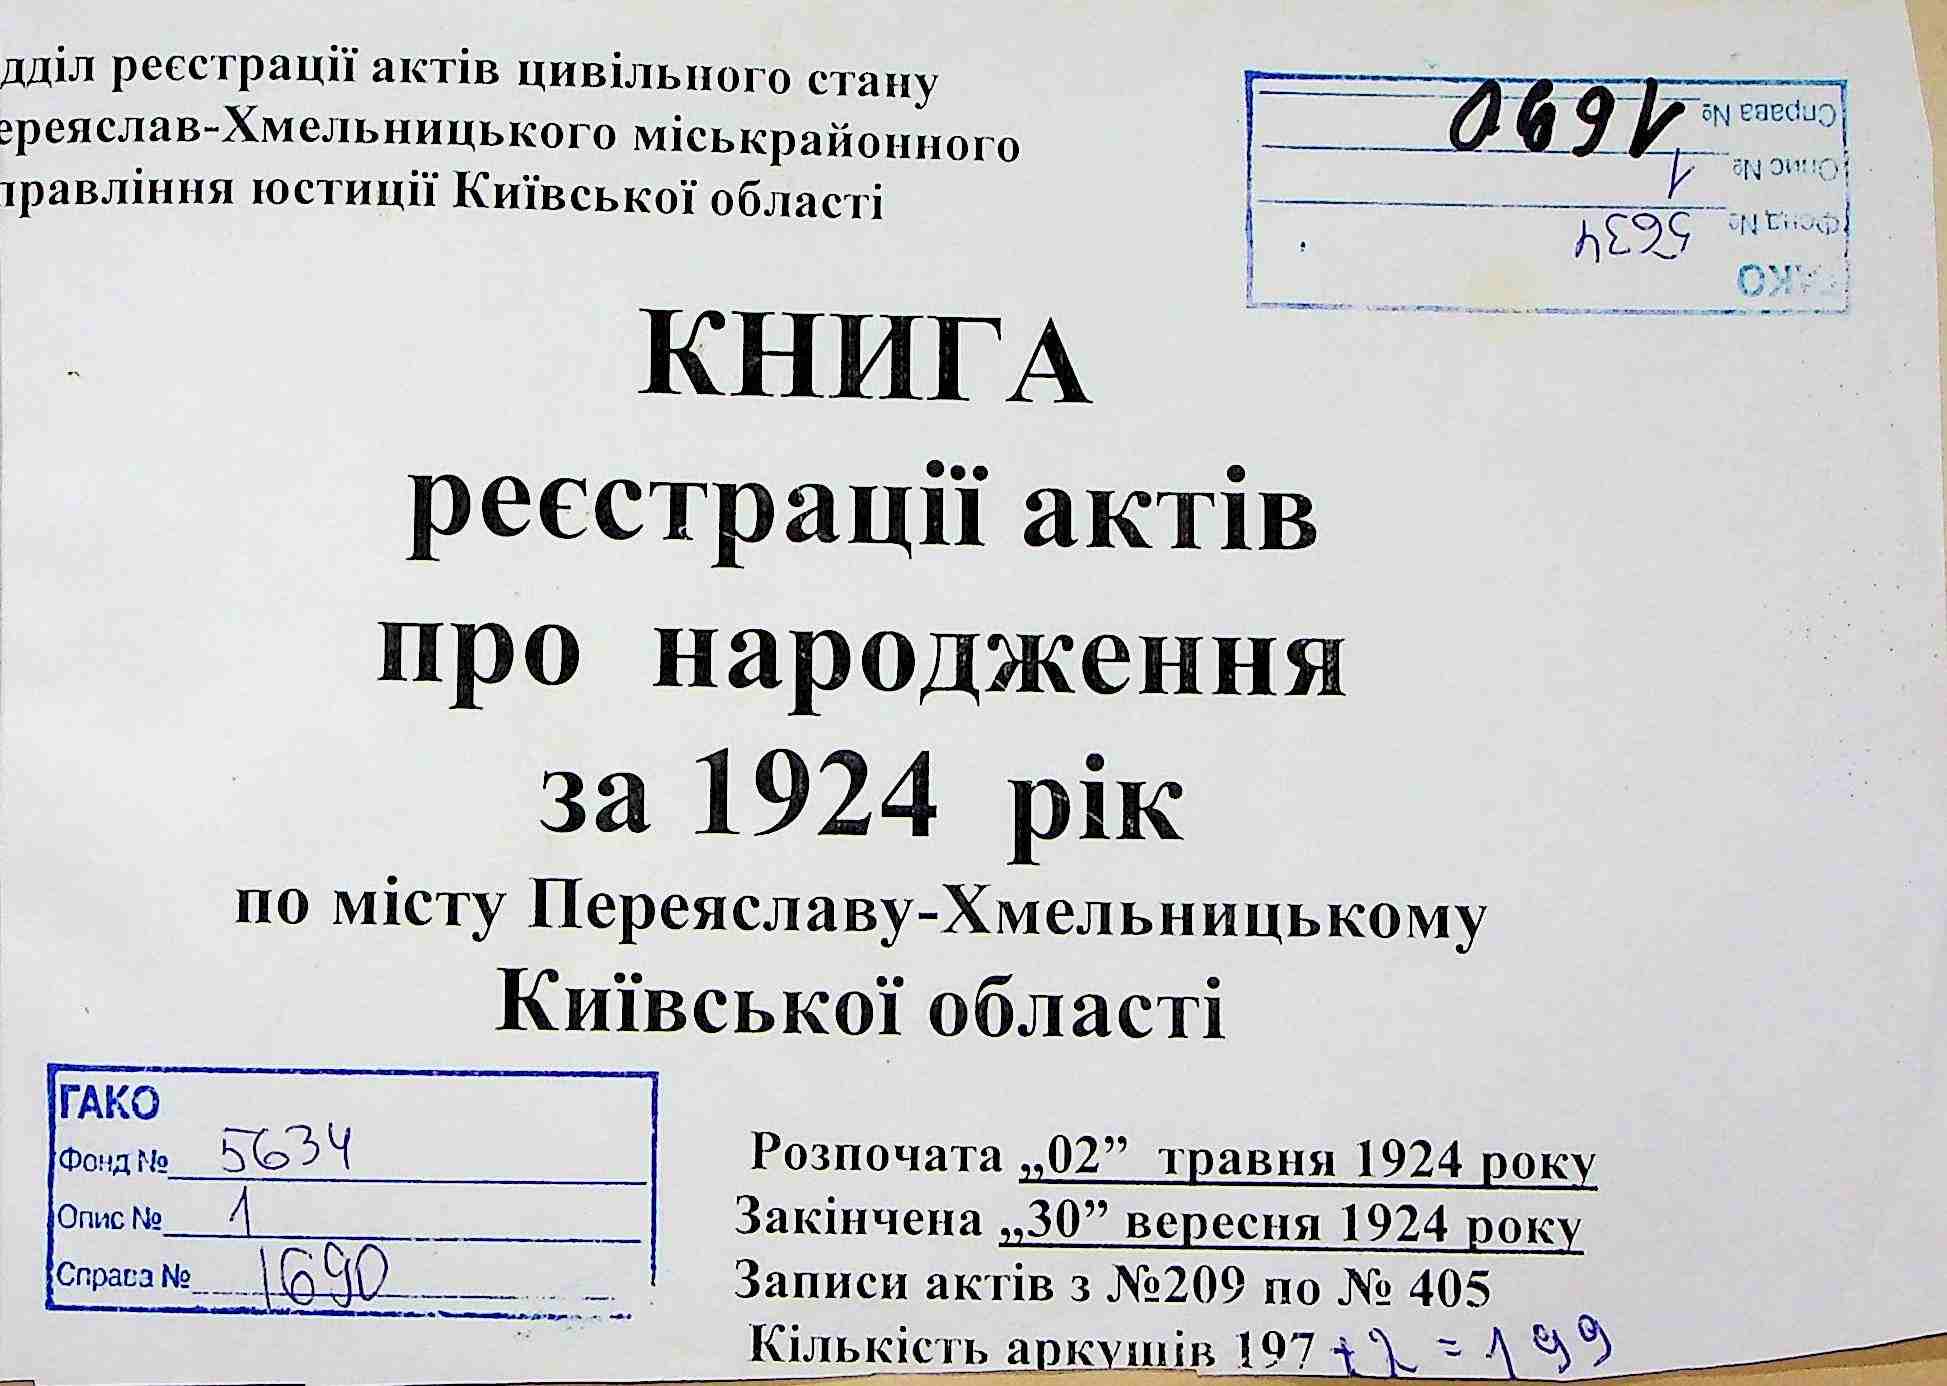 дділ реєстрації актів цивільного стану
ереяслав-Хмельницького міськрайонного
правління юстиції Київської області
Справа № 1690
Опис № 1
Фонд № 5634
ГАКО
КНИГА
реєстрації актів
про народження
за 1924 рік
по місту Переяславу-Хмельницькому
Київської області
ГАКО
Фонд № 5634
Опис № 1
Справа № 1690
Розпочата „02” травня 1924 року
Закінчена „30” вересня 1924 року
Записи актів з №209 по № 405
Кількість аркушів 197 +2 = 199